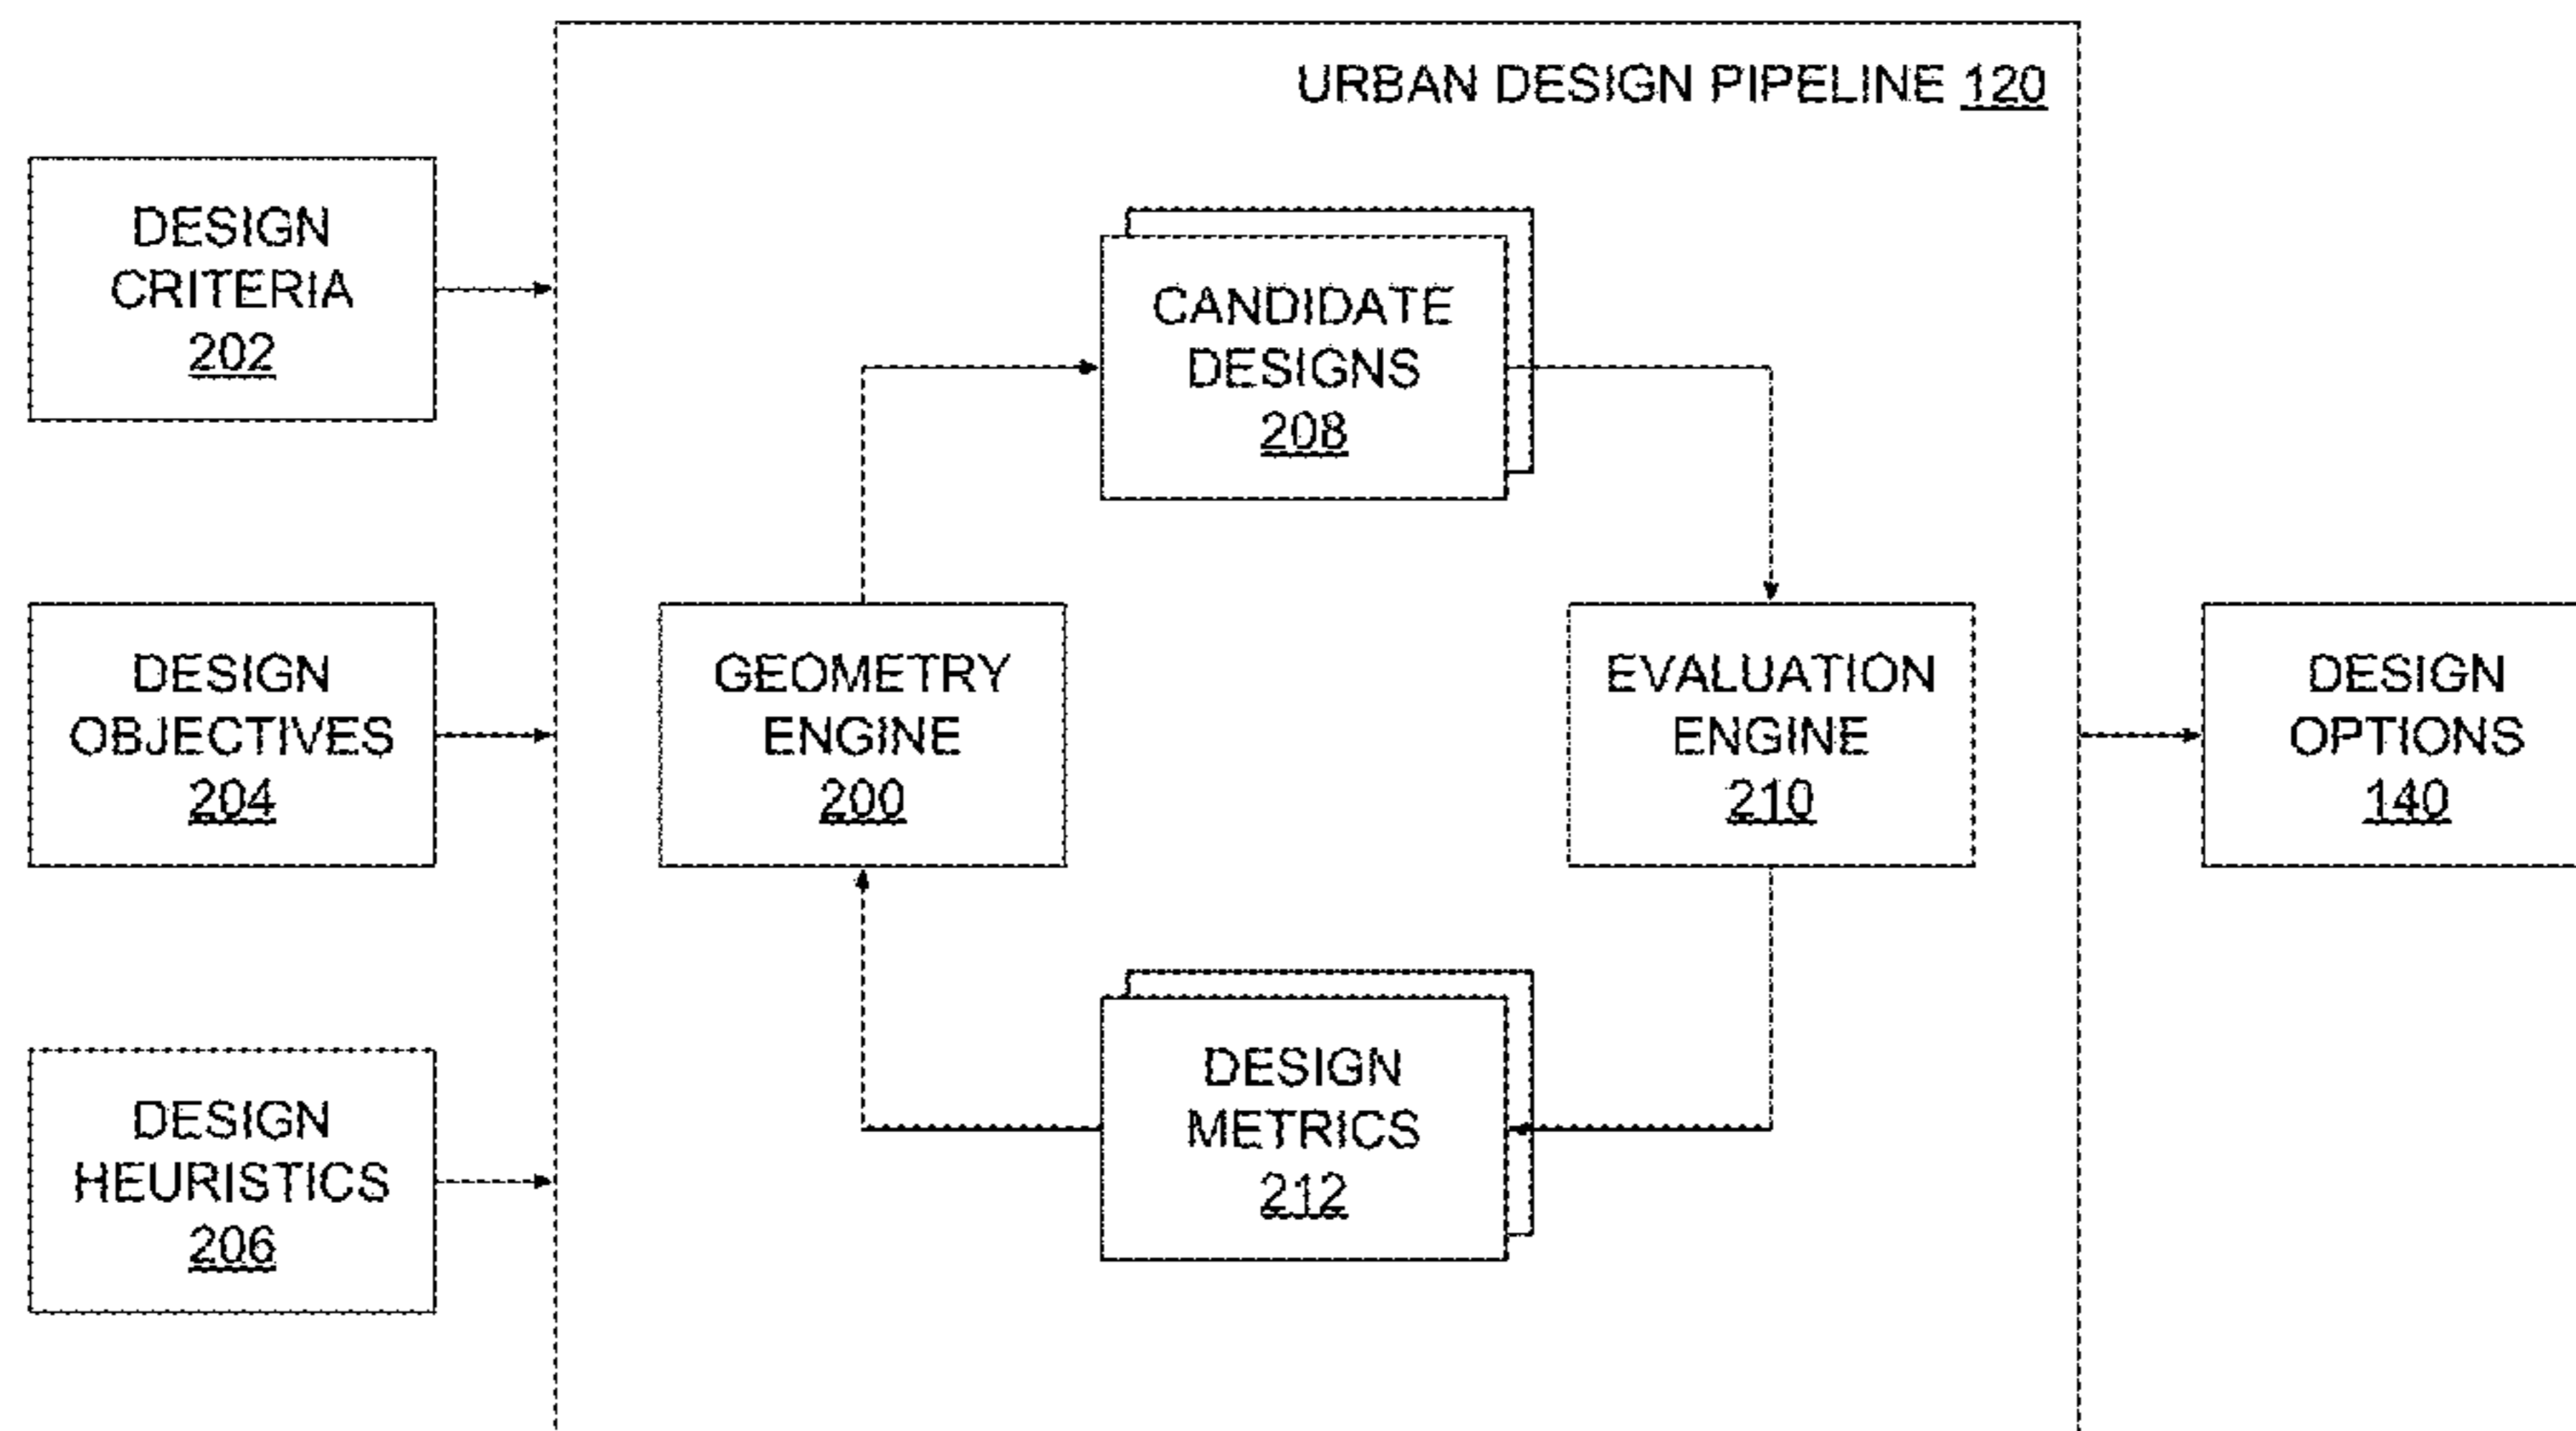 URBAN DESIGN PIPELINE 120
DESIGN
CRITERIA
202
CANDIDATE
DESIGNS
208
DESIGN
OBJECTIVES
204
GEOMETRY
ENGINE
200
EVALUATION
ENGINE
210
DESIGN
OPTIONS
140
DESIGN
HEURISTICS
206
DESIGN
METRICS
212